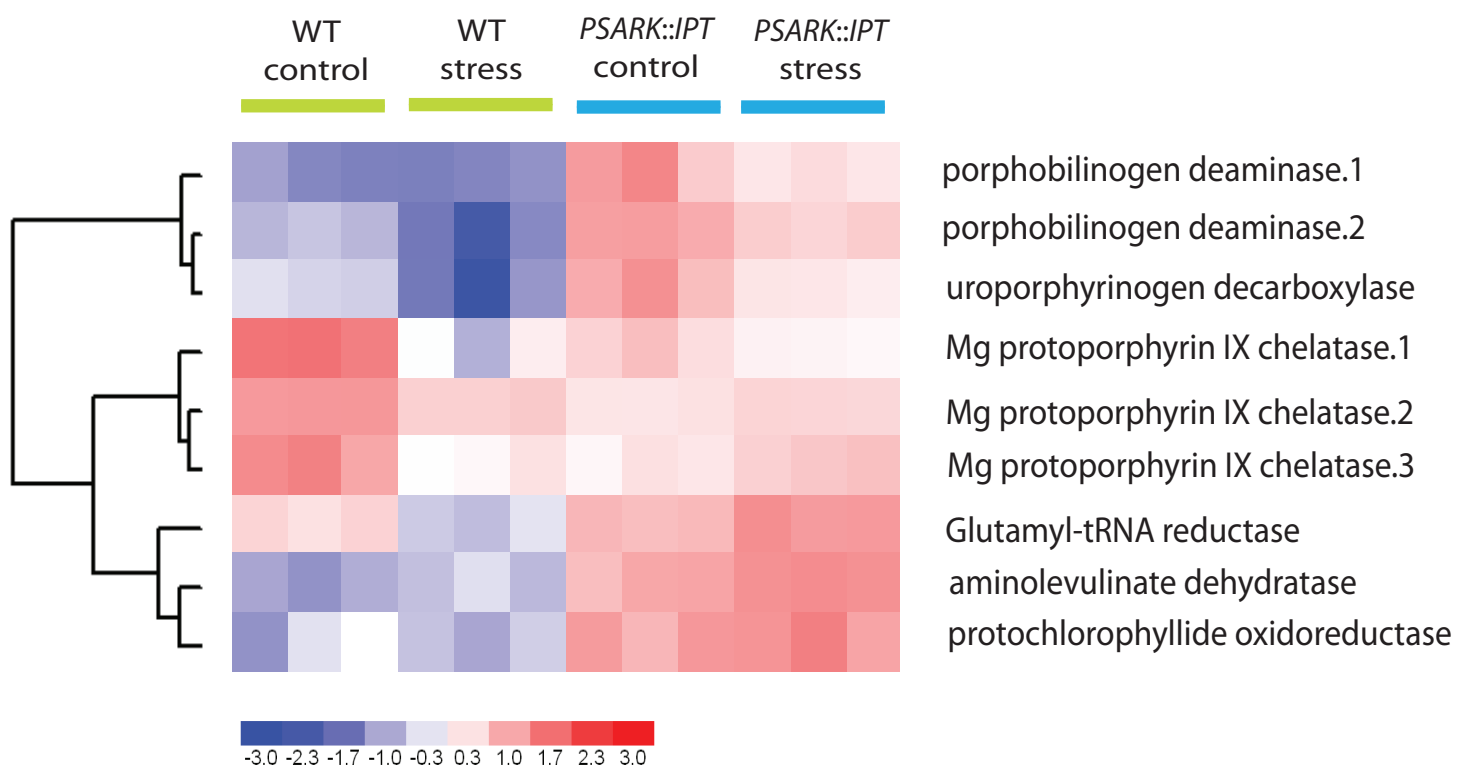 WT
control
WT
stress
PSARK::IPT
control
PSARK::IPT
stress
porphobilinogen deaminase.1
porphobilinogen deaminase.2
uroporphyrinogen decarboxylase
Mg protoporphyrin IX chelatase.1
Mg protoporphyrin IX chelatase.2
Mg protoporphyrin IX chelatase.3
Glutamyl-tRNA reductase
aminolevulinate dehydratase
protochlorophyllide oxidoreductase
-3.0 -2.3 -1.7 -1.0 -0.3 0.3 1.0 1.7 2.3 3.0